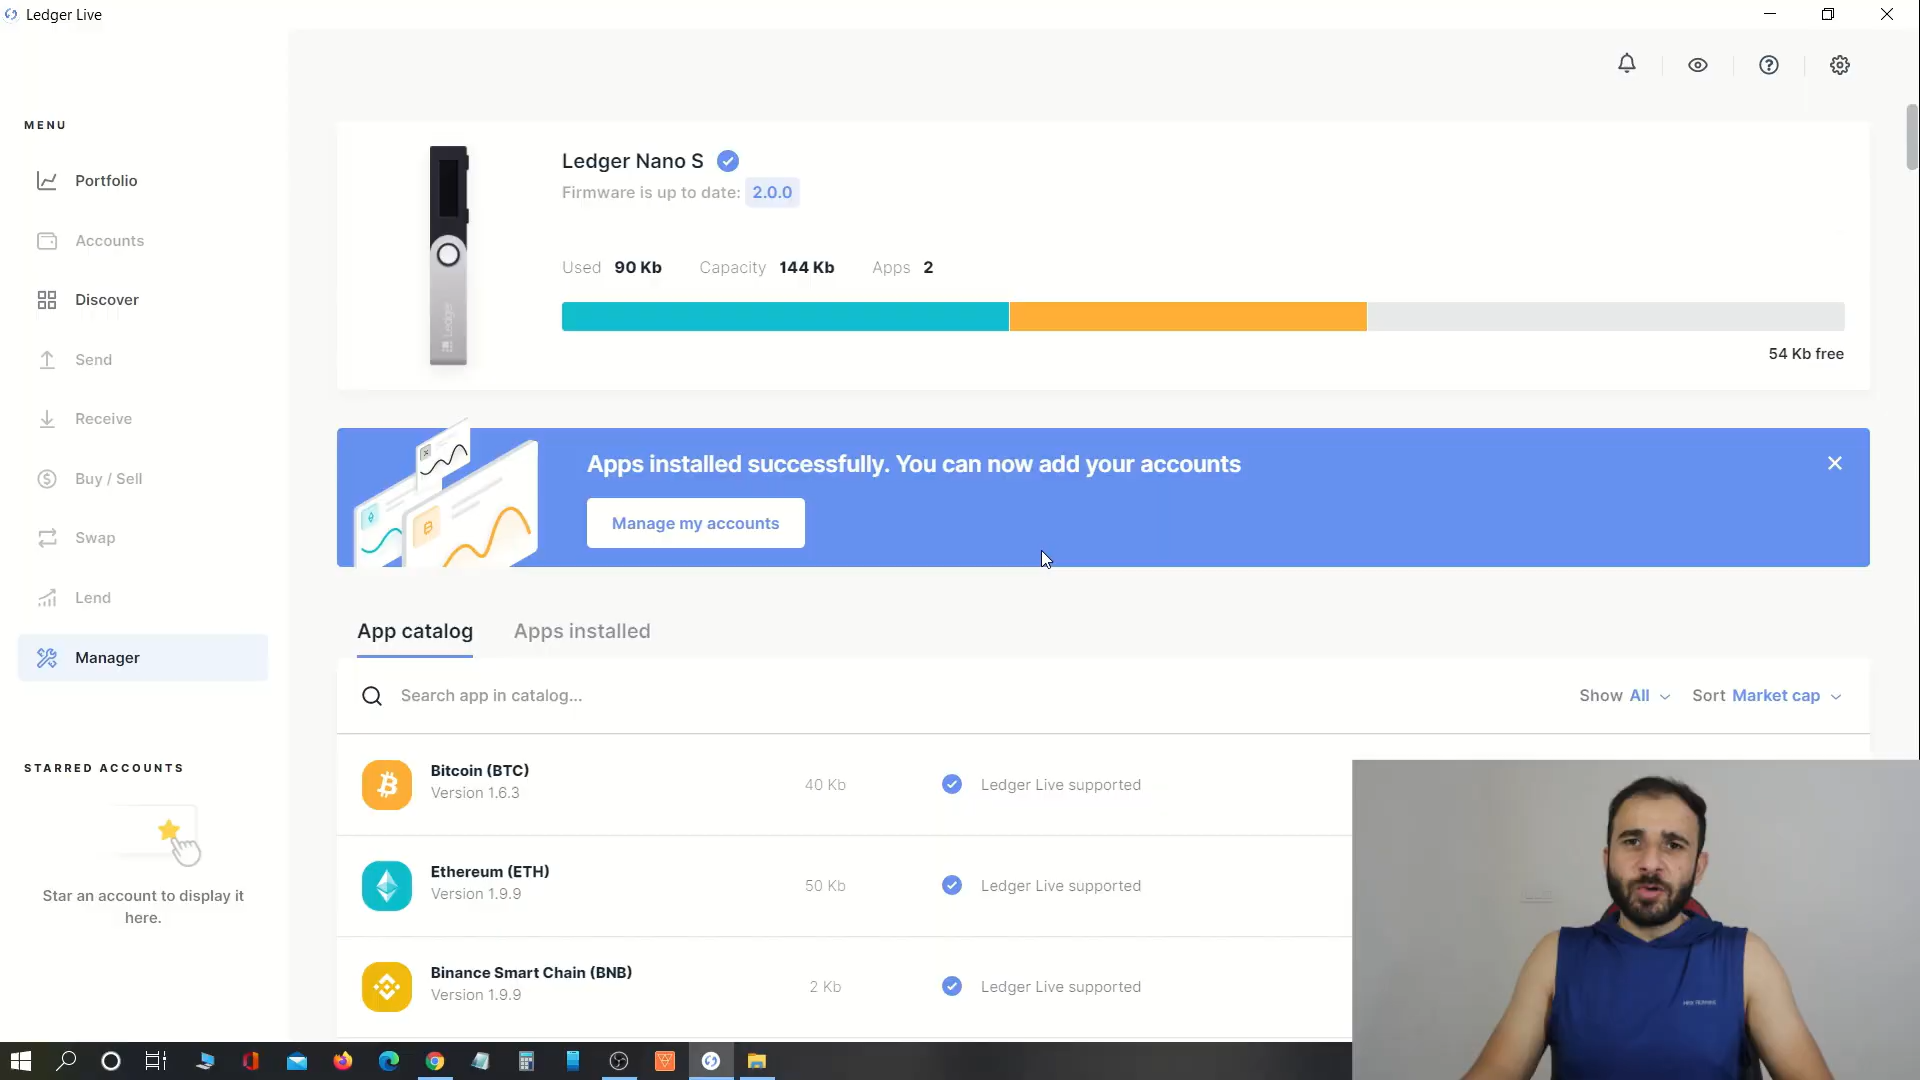 Ledger Live
MENU
Portfolio
Accounts
Discover
Send
Receive
Buy / Sell
Swap
Lend
Manager
STARRED ACCOUNTS
Star an account to display it
here.
Ledger Nano S
Firmware is up to date: 2.0.0
Used 90 Kb Capacity 144 Kb Apps 2
54 Kb free
Ledger
Apps installed successfully. You can now add your accounts
Manage my accounts
App catalog Apps installed
Search app in catalog... Show All Sort Market cap
Bitcoin (BTC)
Version 1.6.3
40 Kb
Ledger Live supported
Ethereum (ETH)
Version 1.9.9
50 Kb
Ledger Live supported
Binance Smart Chain (BNB)
Version 1.9.9
2 Kb
Ledger Live supported